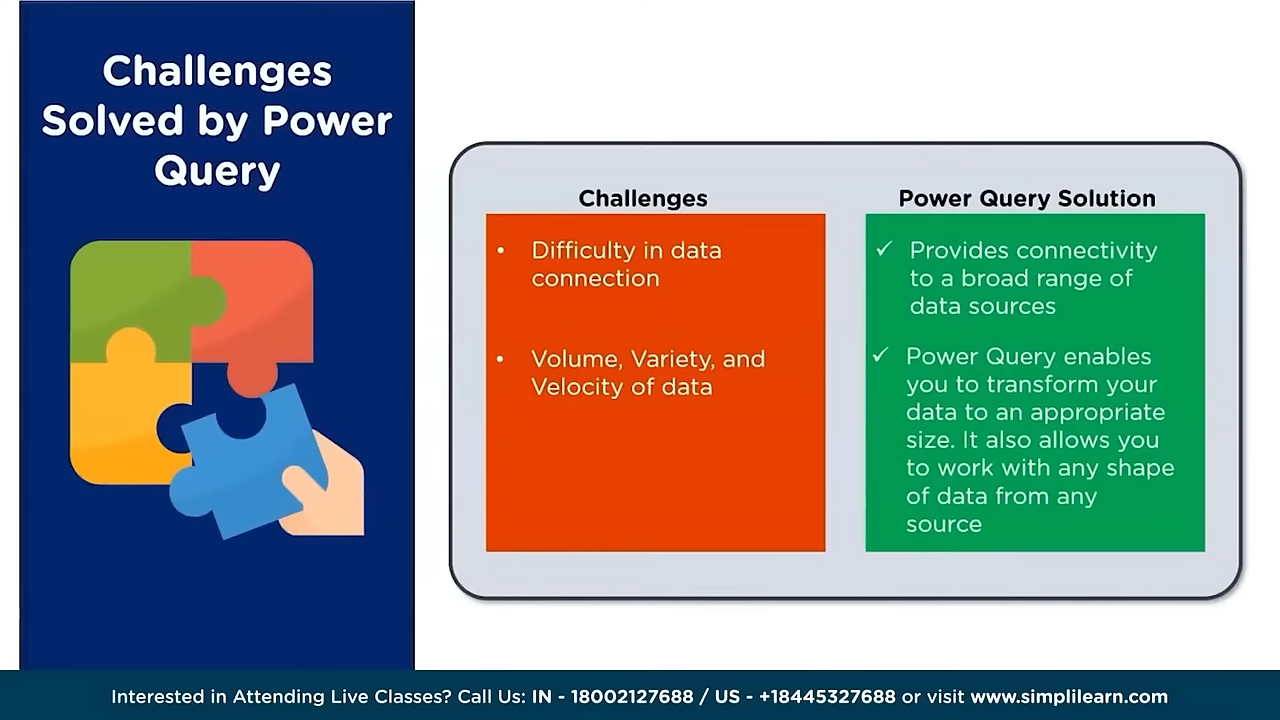 Challenges
Solved by Power
Query
Challenges
• Difficulty in data
connection
• Volume, Variety, and
Velocity of data
Power Query Solution
✓ Provides connectivity
to a broad range of
data sources
✓ Power Query enables
you to transform your
data to an appropriate
size. It also allows you
to work with any shape
of data from any
source
Interested in Attending Live Classes? Call Us: IN - 18002127688 / US - +18445327688 or visit www.simplilearn.com